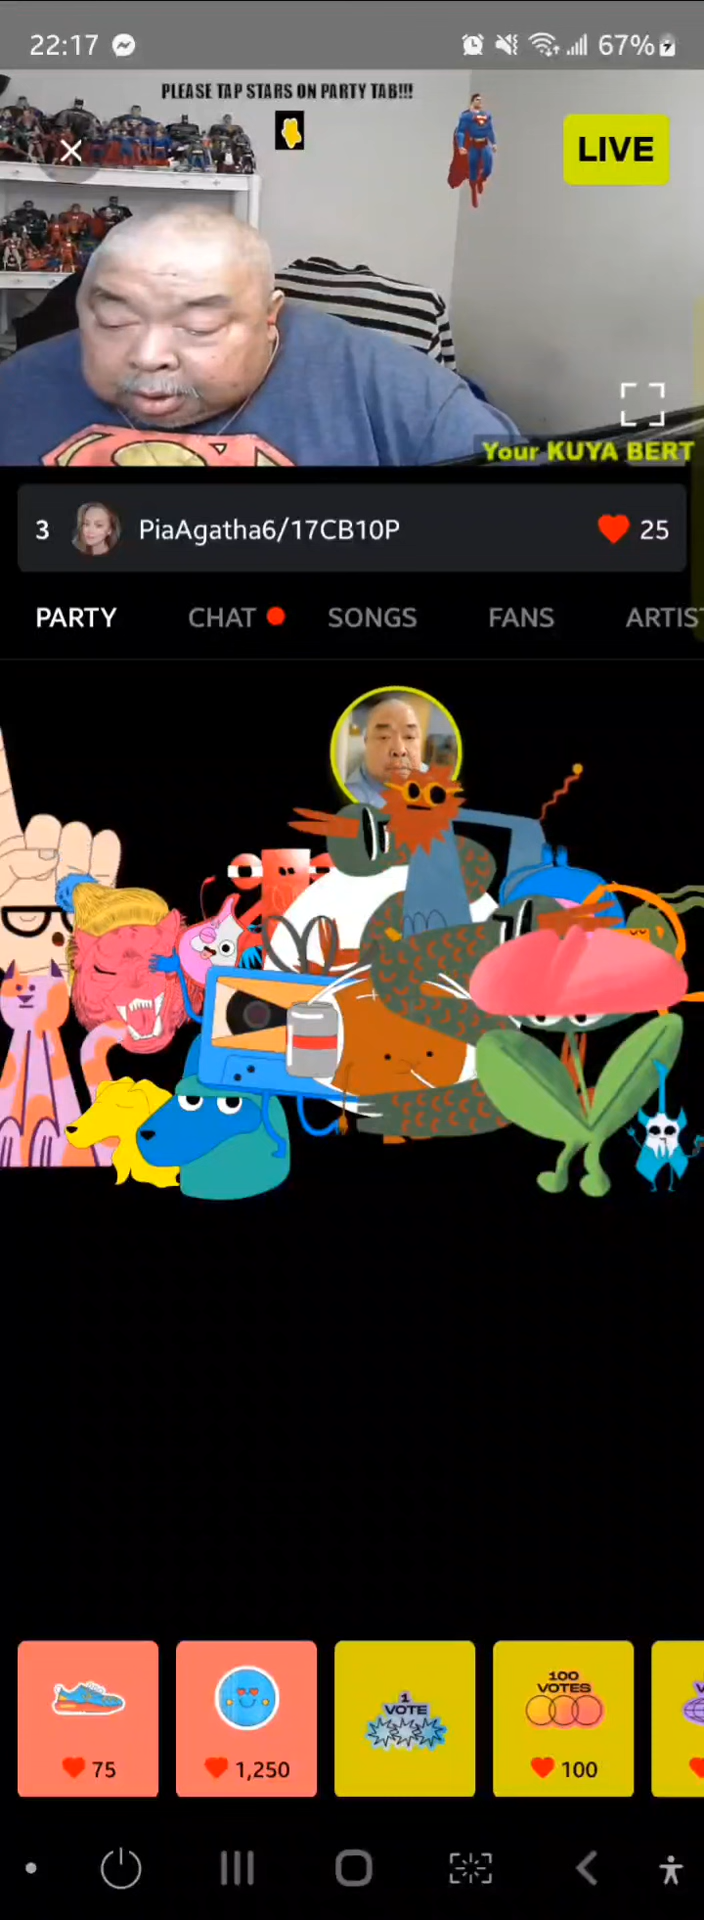 22:17
67%
PLEASE TAP STARS ON PARTY TAB!!!
LIVE
Your KUYA BERT
3 PiaAgatha6/17CB10P 25
PARTY CHAT SONGS FANS ARTIS
75
1,250
1 VOTE
100 VOTES
100